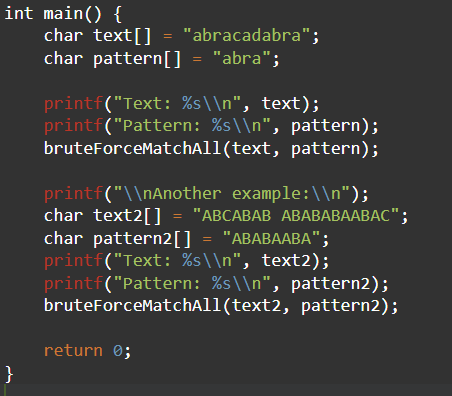 int main() {
    char text[] = "abracadabra";
    char pattern[] = "abra";

    printf("Text: %s\\n", text);
    printf("Pattern: %s\\n", pattern);
    bruteForceMatchAll(text, pattern);

    printf("\\nAnother example:\\n");
    char text2[] = "ABCABAB ABABABAABAC";
    char pattern2[] = "ABABAABA";
    printf("Text: %s\\n", text2);
    printf("Pattern: %s\\n", pattern2);
    bruteForceMatchAll(text2, pattern2);

    return 0;
}